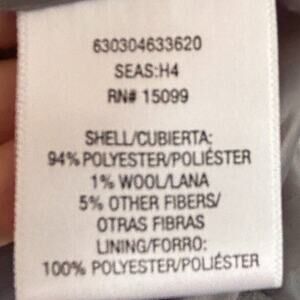 630304633620
SEAS:H4
RN# 15099
SHELL/CUBIERTA:
94% POLYESTER/POLIÉSTER
1% WOOL/LANA
5% OTHER FIBERS/
OTRAS FIBRAS
LINING/FORRO:
100% POLYESTER/POLIÉSTER